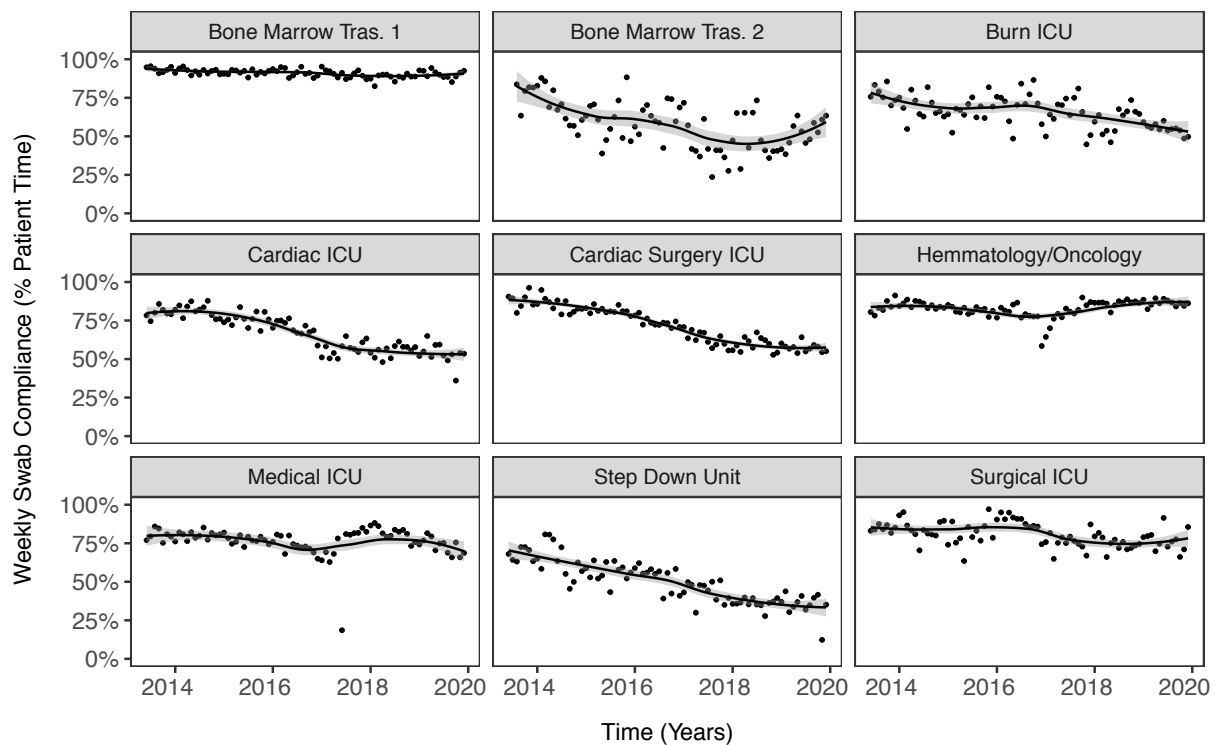 Bone Marrow Tras. 1
Bone Marrow Tras. 2
Burn ICU
100%
75%
50%
25%
0%
Cardiac ICU
Cardiac Surgery ICU
Hemmatology/Oncology
100%
75%
50%
25%
0%
Medical ICU
Step Down Unit
Surgical ICU
100%
75%
50%
25%
0%
2014 2016 2018 2020
2014 2016 2018 2020
2014 2016 2018 2020
Time (Years)
Weekly Swab Compliance (% Patient Time)